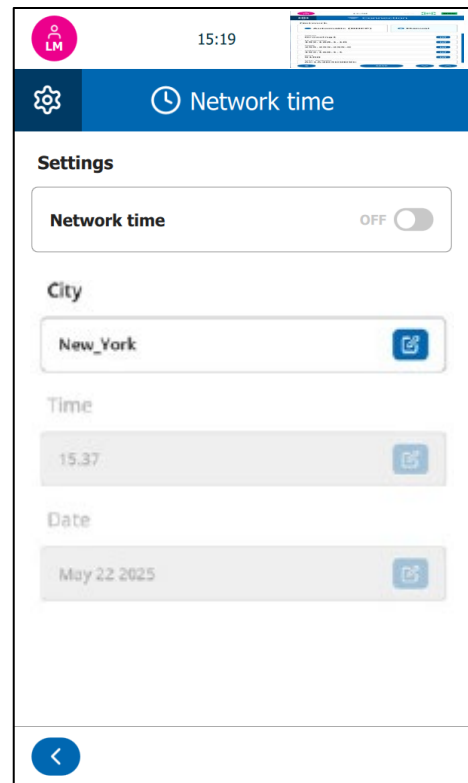 LM
15:19
Network time
Settings
Network time
OFF
City
New_York
Time
15.37
Date
May 22 2025